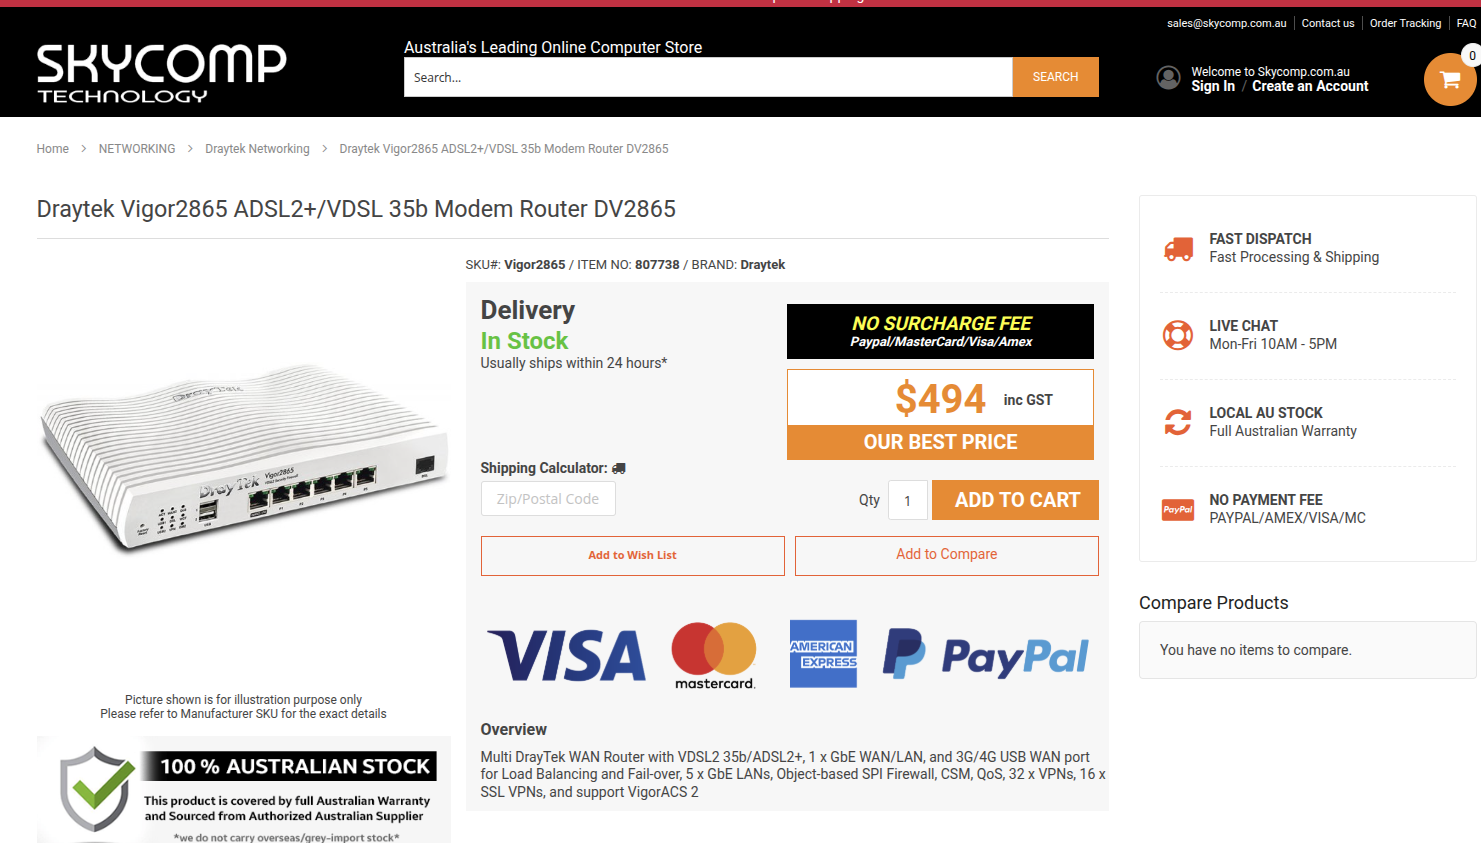 sales@skycomp.com.au
Contact us
Order Tracking
FAQ
SKYCOMP
TECHNOLOGY
Australia's Leading Online Computer Store
Search...
SEARCH
Welcome to Skycomp.com.au
Sign In / Create an Account
0
Home > NETWORKING > Draytek Networking > Draytek Vigor2865 ADSL2+/VDSL 35b Modem Router DV2865
Draytek Vigor2865 ADSL2+/VDSL 35b Modem Router DV2865
SKU#: Vigor2865 / ITEM NO: 807738 / BRAND: Draytek
DrayTek
DrayTek
Vigor2865
Picture shown is for illustration purpose only
Please refer to Manufacturer SKU for the exact details
100 % AUSTRALIAN STOCK
This product is covered by full Australian Warranty
and Sourced from Authorized Australian Supplier
*we do not carry overseas/grey-import stock*
Delivery
In Stock
Usually ships within 24 hours*
NO SURCHARGE FEE
Paypal/MasterCard/Visa/Amex
$494 inc GST
OUR BEST PRICE
Shipping Calculator:
Zip/Postal Code
Qty 1
ADD TO CART
Add to Wish List
Add to Compare
VISA
mastercard.
AMERICAN
EXPRESS
PayPal
Overview
Multi DrayTek WAN Router with VDSL2 35b/ADSL2+, 1 x GbE WAN/LAN, and 3G/4G USB WAN port
for Load Balancing and Fail-over, 5 x GbE LANs, Object-based SPI Firewall, CSM, QoS, 32 x VPNs, 16 x
SSL VPNs, and support VigorACS 2
FAST DISPATCH
Fast Processing & Shipping
LIVE CHAT
Mon-Fri 10AM - 5PM
LOCAL AU STOCK
Full Australian Warranty
PayPal
NO PAYMENT FEE
PAYPAL/AMEX/VISA/MC
Compare Products
You have no items to compare.